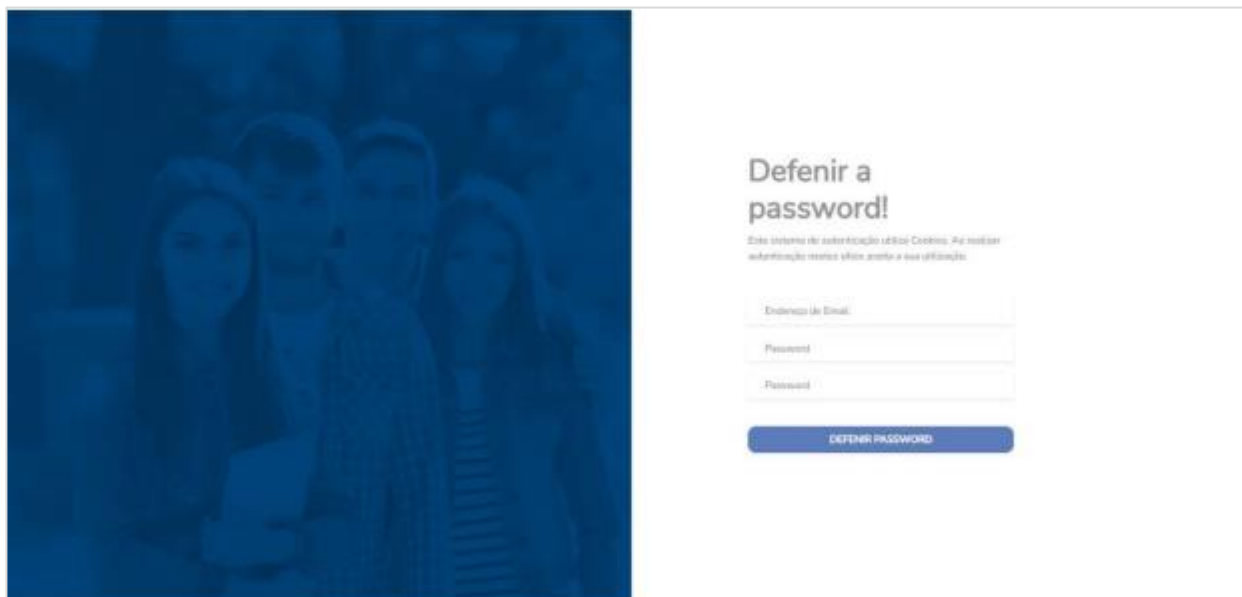 Defenir a
password!
Este sistema de autenticação utiliza Cookies. Ao realizar
autenticação nestes sítios aceita a sua utilização.
Endereço de Email
Password
Password
DEFENIR PASSWORD